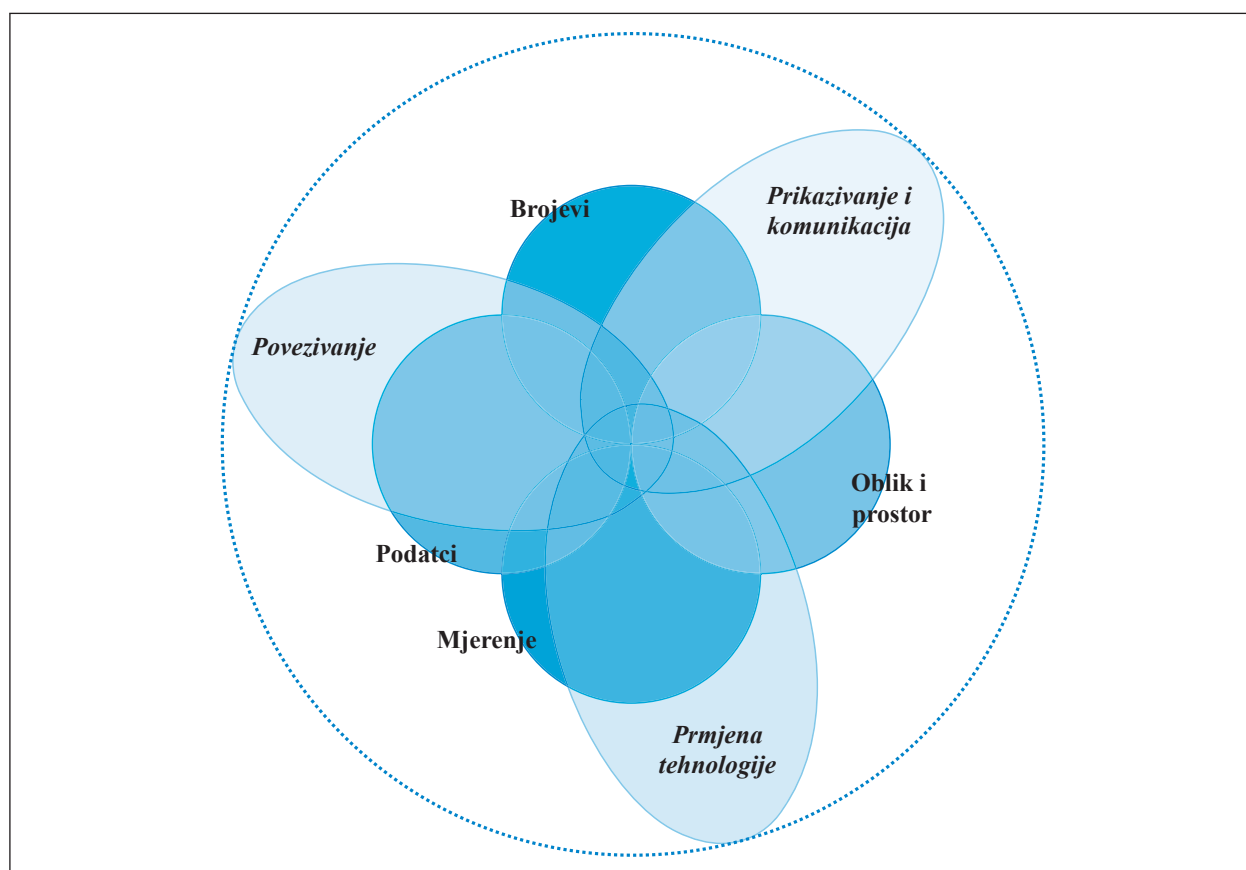 Brojevi
Prikazivanje i
komunikacija
Povezivanje
Oblik i
prostor
Podatci
Mjerenje
Prmjena
tehnologije